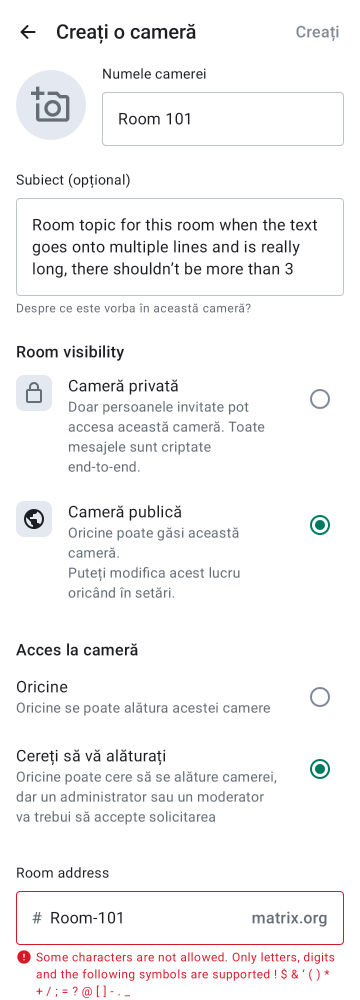 Creați o cameră
Creați
Numele camerei
Room 101
Subiect (opțional)
Room topic for this room when the text
goes onto multiple lines and is really
long, there shouldn’t be more than 3
Despre ce este vorba în această cameră?
Room visibility
Cameră privată
Doar persoanele invitate pot
accesa această cameră. Toate
mesajele sunt criptate
end-to-end.
Cameră publică
Oricine poate găsi această
cameră.
Puteți modifica acest lucru
oricând în setări.
Acces la cameră
Oricine
Oricine se poate alătura acestei camere
Cereți să vă alăturați
Oricine poate cere să se alăture camerei,
dar un administrator sau un moderator
va trebui să accepte solicitarea
Room address
# Room-101 matrix.org
Some characters are not allowed. Only letters, digits
and the following symbols are supported ! $ & ‘ ( ) *
+ / ; = ? @ [ ] - . _